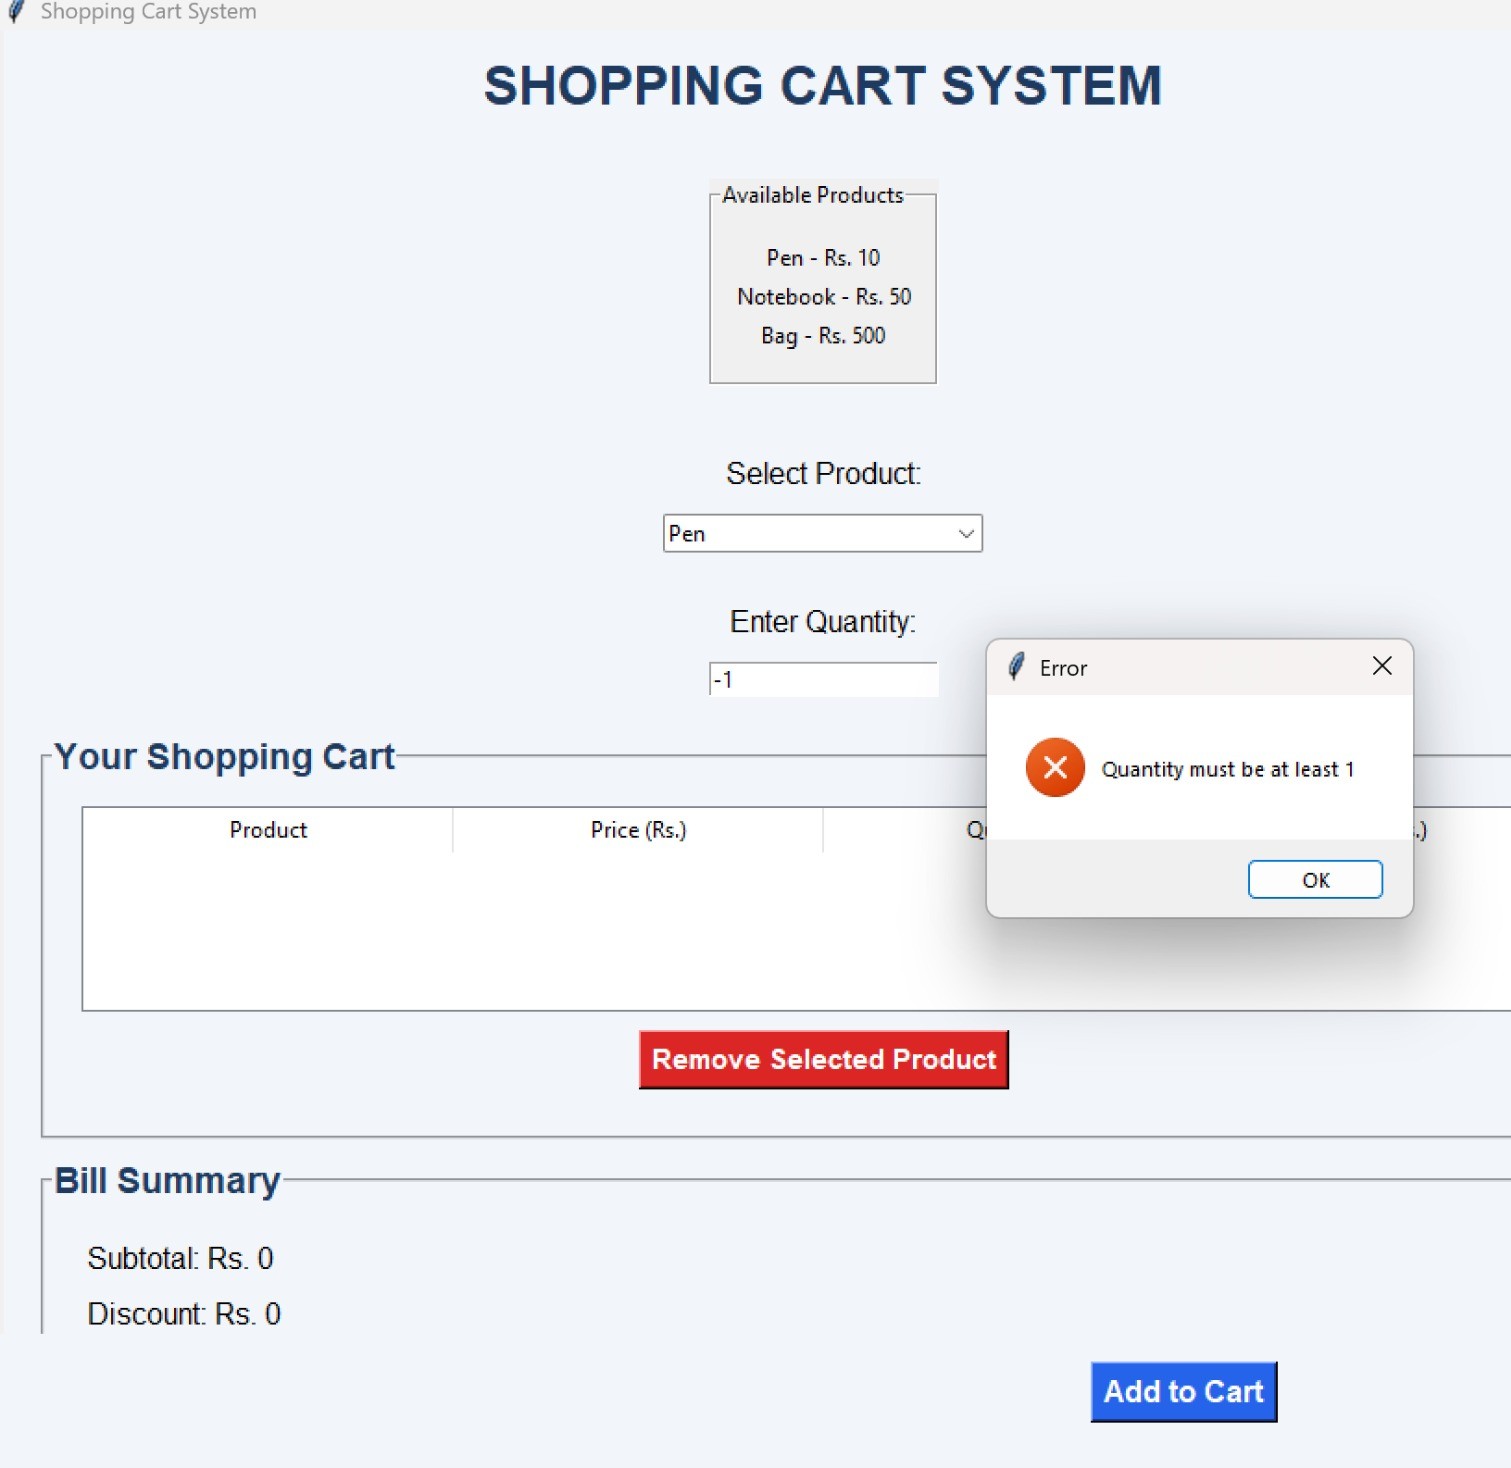 Shopping Cart System
SHOPPING CART SYSTEM
Available Products
Pen - Rs. 10
Notebook - Rs. 50
Bag - Rs. 500
Select Product:
Pen
Enter Quantity:
-1
Error
Quantity must be at least 1
OK
Your Shopping Cart
Product Price (Rs.)
Remove Selected Product
Bill Summary
Subtotal: Rs. 0
Discount: Rs. 0
Add to Cart